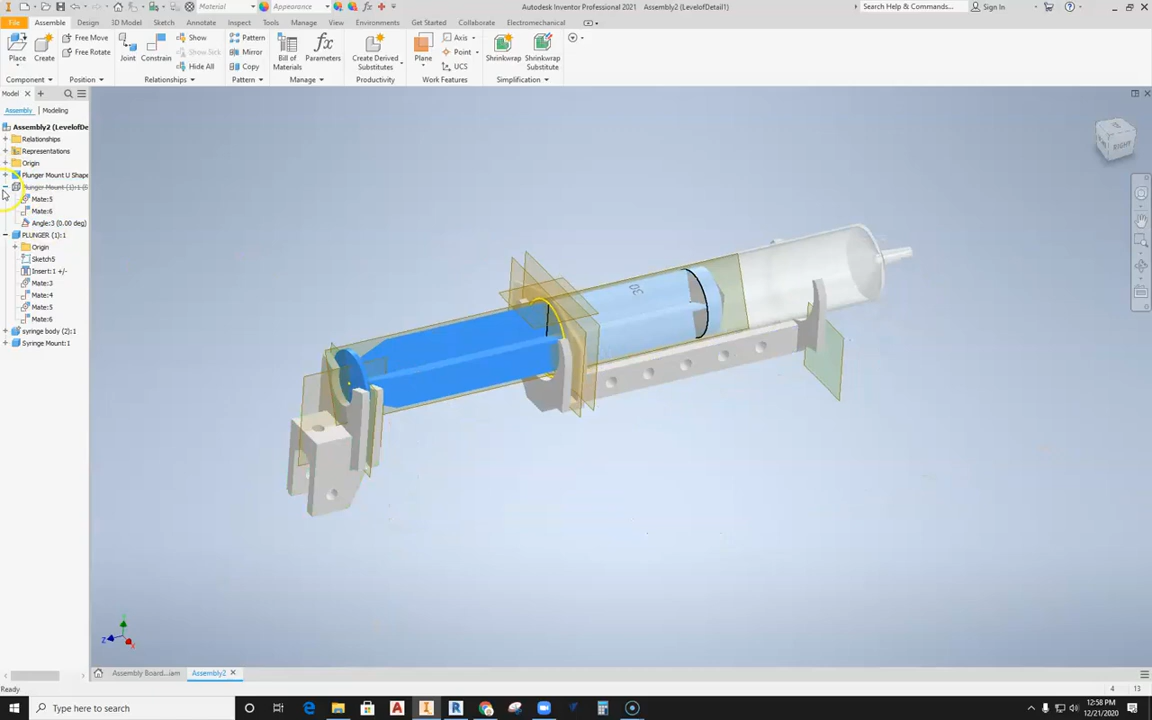 Material
Appearance
Autodesk Inventor Professional 2021 Assembly2 (LevelofDetail1)
Search Help & Commands...
Sign In
File Assemble Design 3D Model Sketch Annotate Inspect Tools Manage View Environments Get Started Collaborate Electromechanical
Place
Create
Free Move
Free Rotate
Component
Position
Joint
Constrain
Show
Show Sick
Hide All
Relationships
Pattern
Mirror
Copy
Pattern
Bill of
Materials
Parameters
Manage
Create Derived
Substitutes
Productivity
Plane
Axis
Point
UCS
Work Features
Shrinkwrap
Shrinkwrap
Substitute
Simplification
Model
Assembly Modeling
Assembly2 (LevelofDe
Relationships
Representations
Origin
Plunger Mount U Shape
Plunger Mount (1):1 (S
Mate:5
Mate:6
Angle:3 (0.00 deg)
PLUNGER (1):1
Origin
Sketch5
Insert:1 +/-
Mate:3
Mate:4
Mate:5
Mate:6
syringe body (2):1
Syringe Mount:1
RIGHT
30
Z
Y
X
Assembly Board....iam
Assembly2
Ready
4 13
Type here to search
12:58 PM
12/21/2020